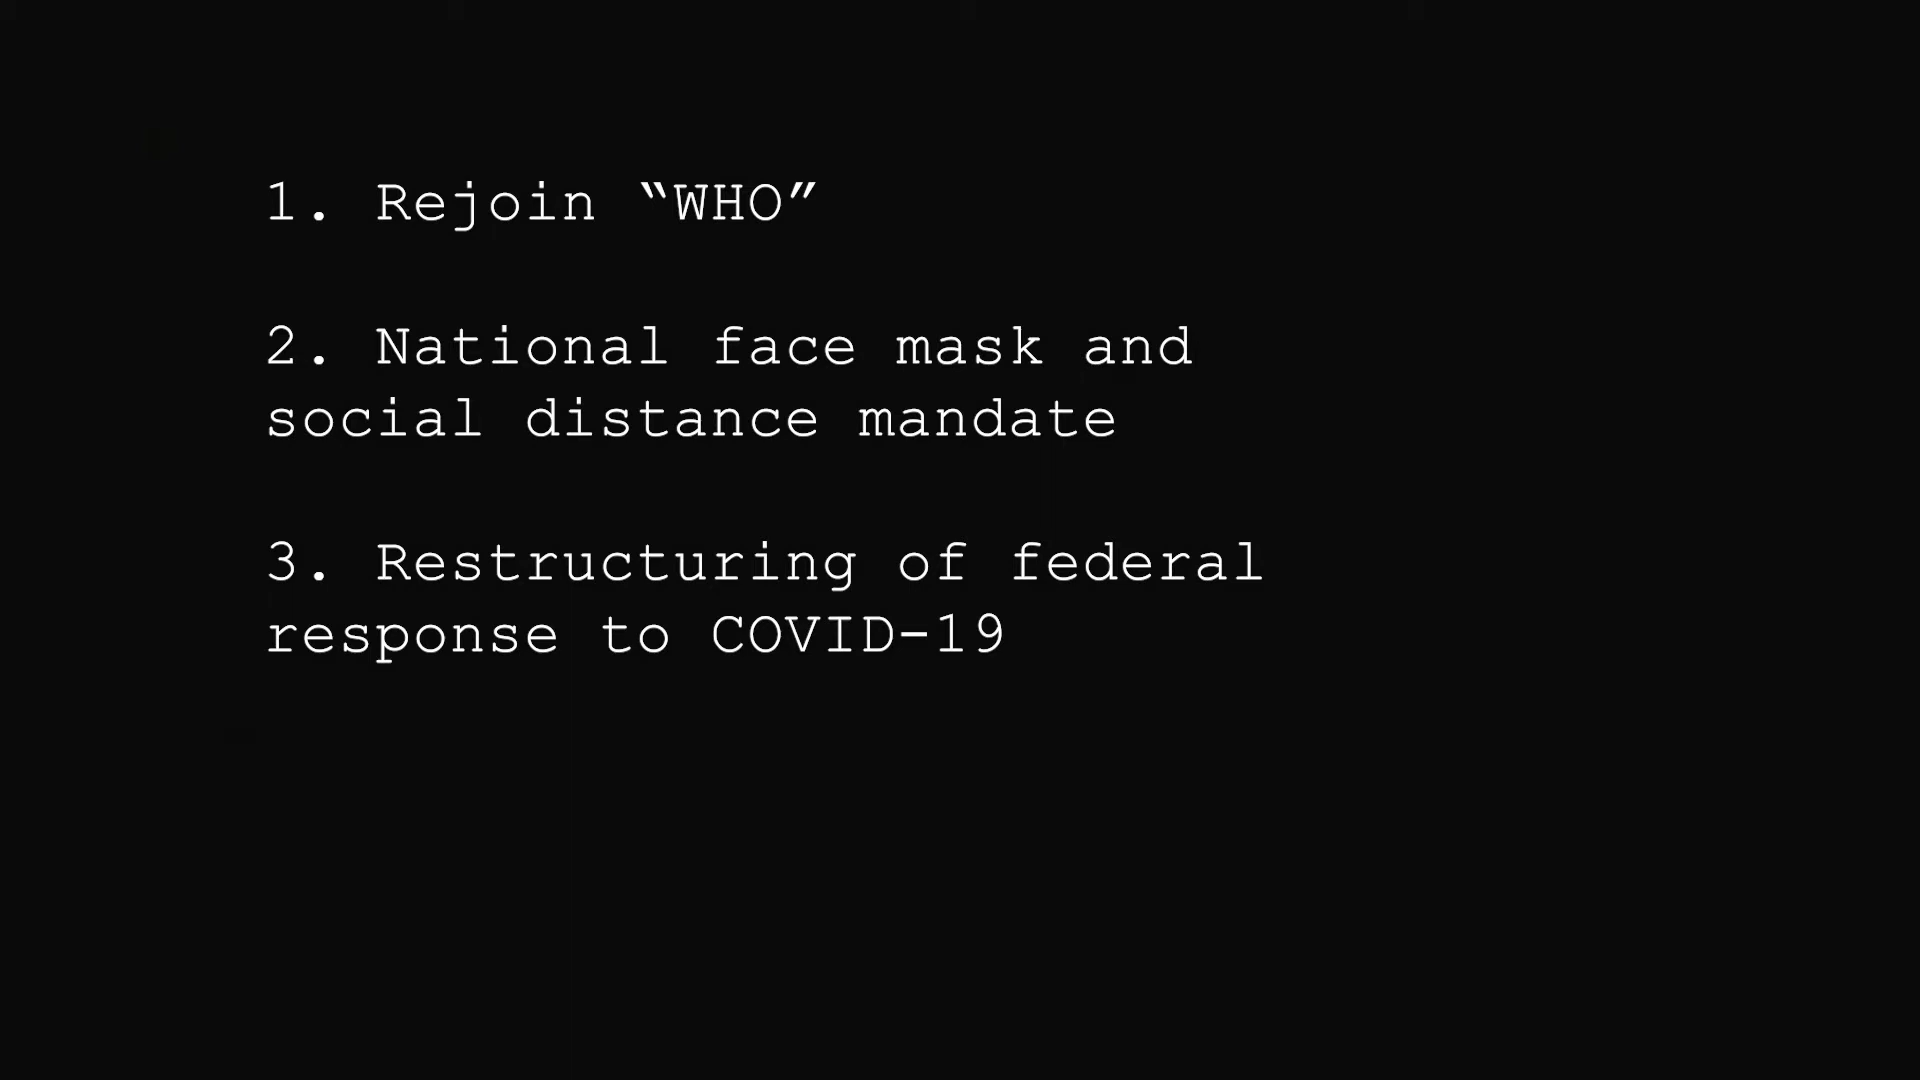 1. Rejoin “WHO”
2. National face mask and
social distance mandate
3. Restructuring of federal
response to COVID-19